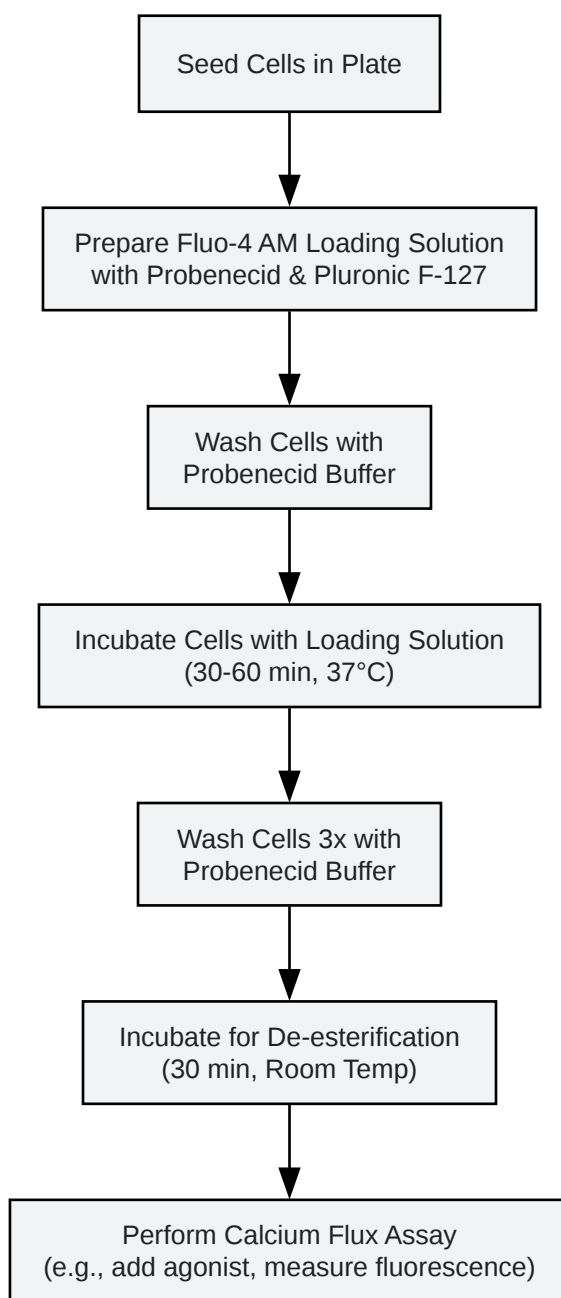 Seed Cells in Plate
Prepare Fluo-4 AM Loading Solution
with Probenecid & Pluronic F-127
Wash Cells with
Probenecid Buffer
Incubate Cells with Loading Solution
(30-60 min, 37°C)
Wash Cells 3x with
Probenecid Buffer
Incubate for De-esterification
(30 min, Room Temp)
Perform Calcium Flux Assay
(e.g., add agonist, measure fluorescence)